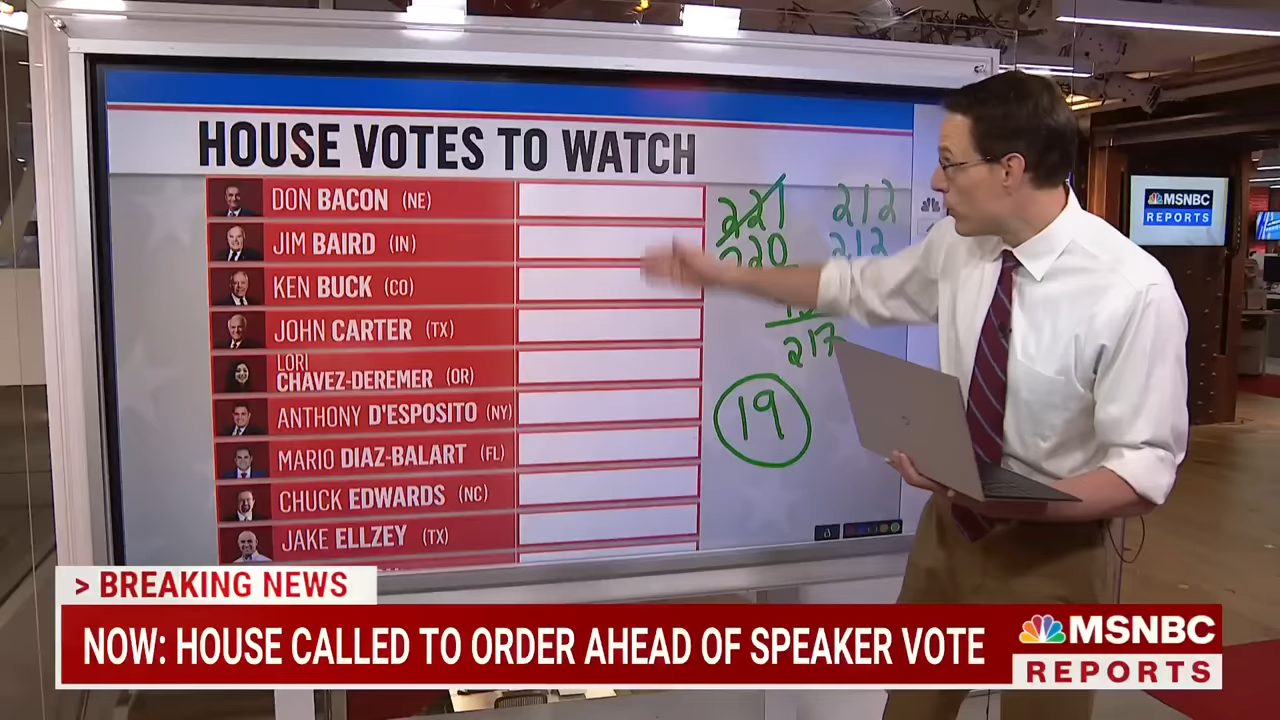 HOUSE VOTES TO WATCH
DON BACON (NE)
JIM BAIRD (IN)
KEN BUCK (CO)
JOHN CARTER (TX)
LORI
CHAVEZ-DEREMER (OR)
ANTHONY D'ESPOSITO (NY)
MARIO DIAZ-BALART (FL)
CHUCK EDWARDS (NC)
JAKE ELLZEY (TX)
221 212
220 212
217
19
MSNBC
REPORTS
> BREAKING NEWS
NOW: HOUSE CALLED TO ORDER AHEAD OF SPEAKER VOTE
MSNBC
REPORTS